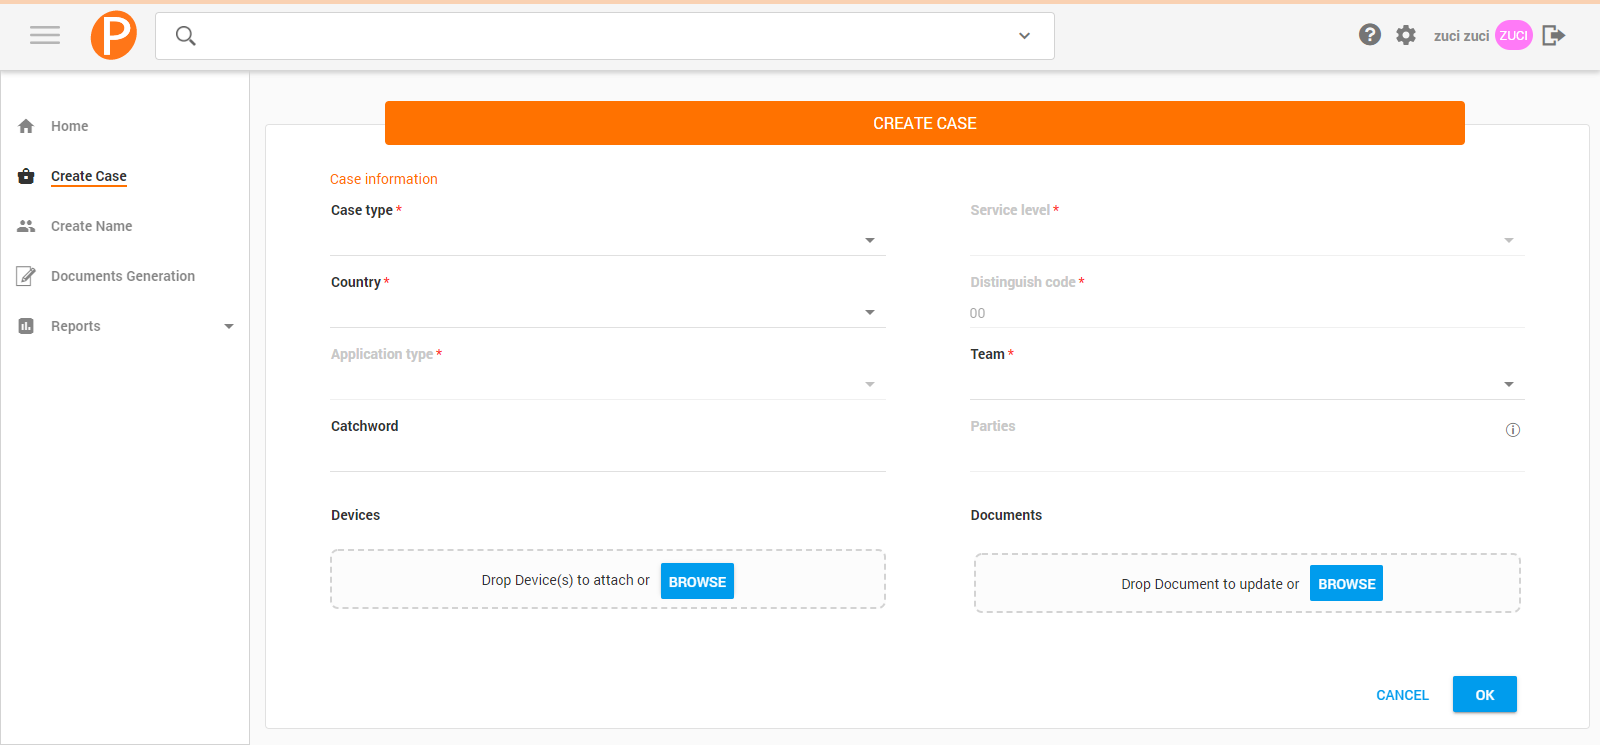 P
zuci zuci ZUCI
Home
Create Case
Create Name
Documents Generation
Reports
CREATE CASE
Case information
Case type *
Service level *
Country *
Distinguish code *
00
Application type *
Team *
Catchword
Parties
Devices
Documents
Drop Device(s) to attach or BROWSE
Drop Document to update or BROWSE
CANCEL OK